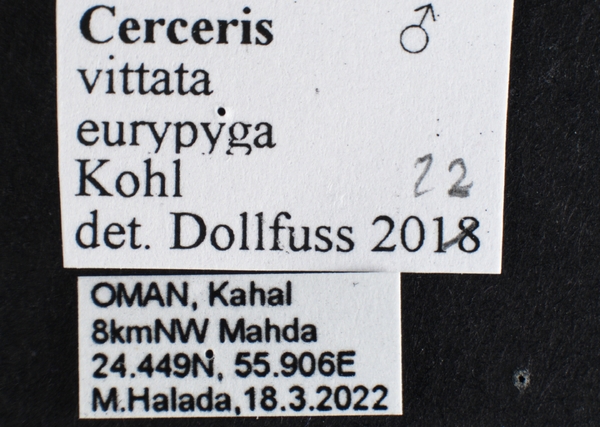 Cerceris ♂
vittata
eurypyga
Kohl 22
det. Dollfuss 2018
OMAN, Kahal
8kmNW Mahda
24.449N, 55.906E
M.Halada,18.3.2022